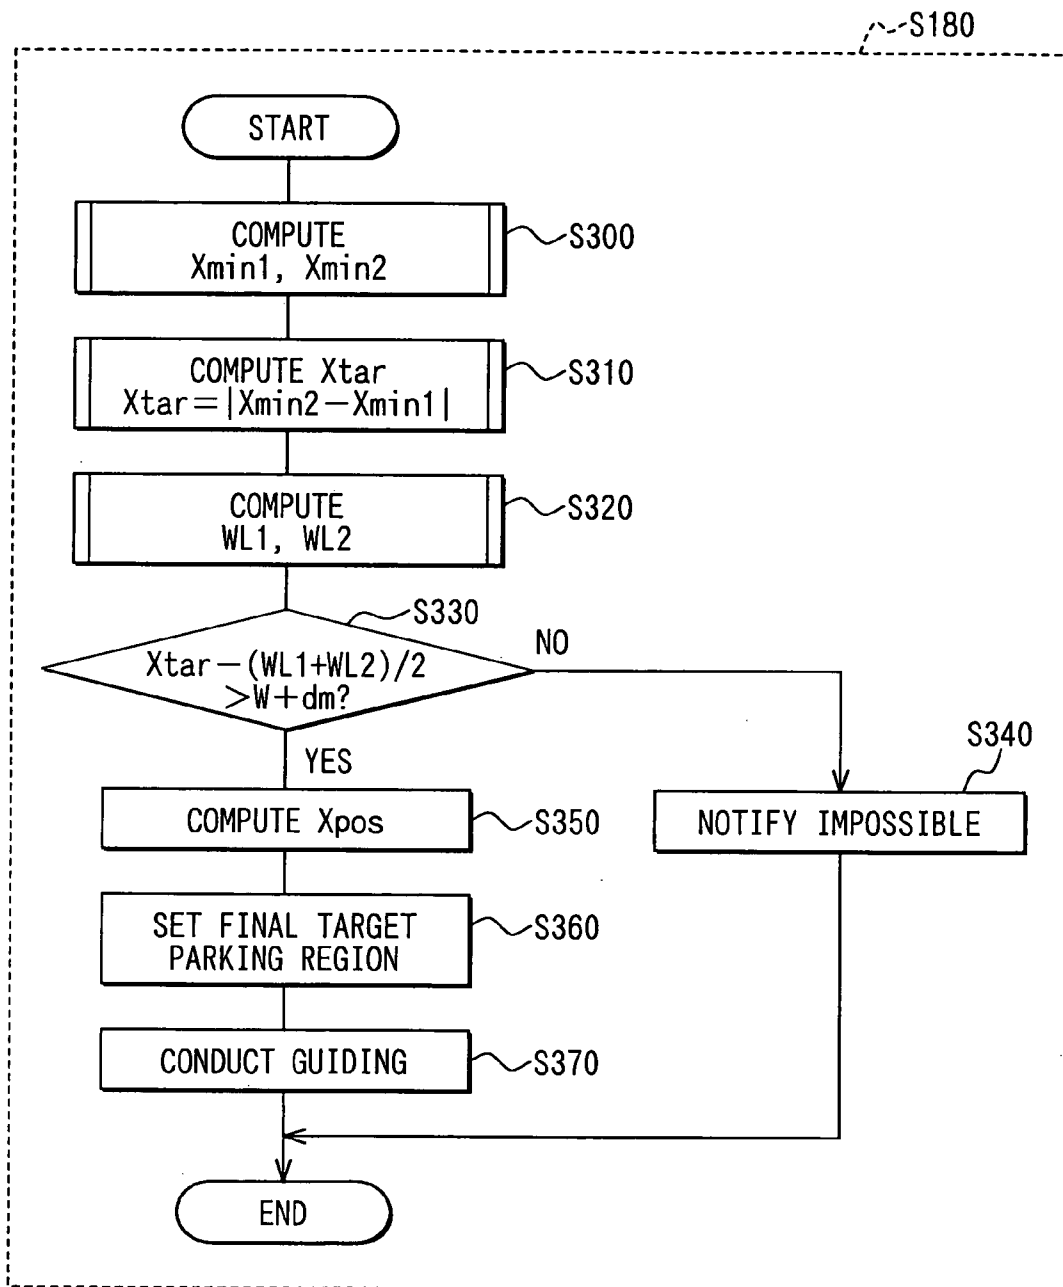 S180
START
COMPUTE
Xmin1, Xmin2
S300
COMPUTE Xtar
Xtar=|Xmin2−Xmin1|
S310
COMPUTE
WL1, WL2
S320
S330
Xtar−(WL1+WL2)/2
>W+dm?
NO
YES
S340
COMPUTE Xpos
S350
NOTIFY IMPOSSIBLE
SET FINAL TARGET
PARKING REGION
S360
CONDUCT GUIDING
S370
END